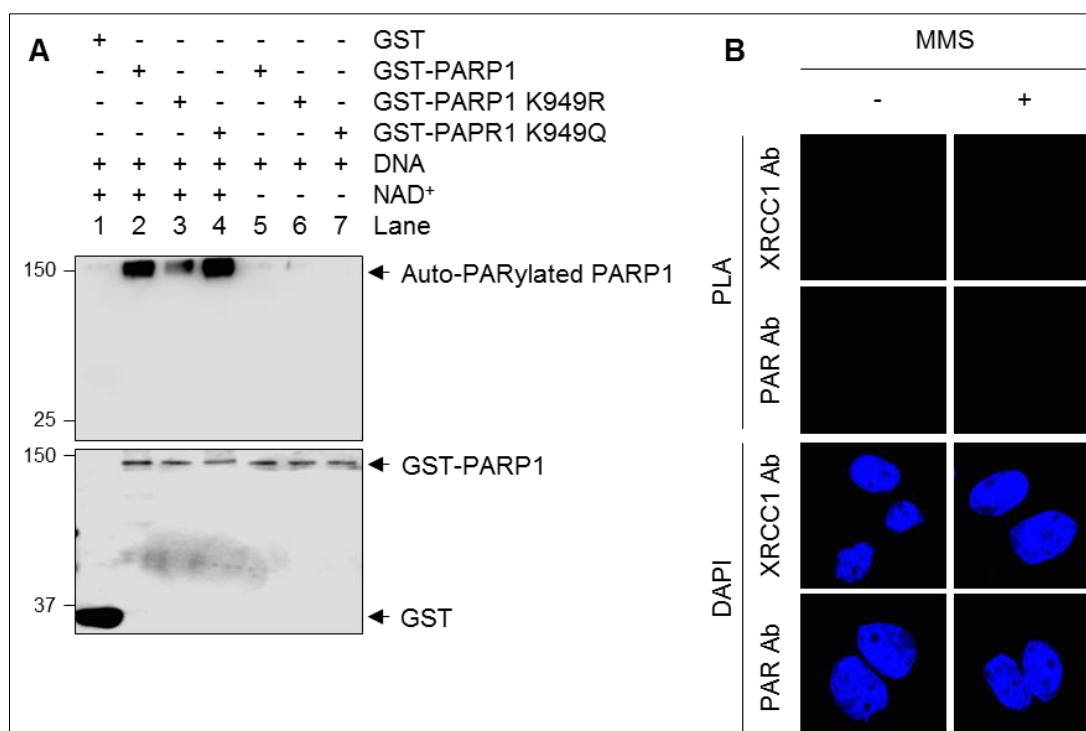 A
+ - - - - - - GST
- + - - + - - GST-PARP1
- - + - - + - GST-PARP1 K949R
- - - + - - + GST-PAPR1 K949Q
+ + + + + + + DNA
+ + + + - - - NAD⁺
1 2 3 4 5 6 7 Lane
150
Auto-PARylated PARP1
25
150
GST-PARP1
37
GST
B
MMS
- +
PLA
XRCC1 Ab
PAR Ab
DAPI
XRCC1 Ab
PAR Ab